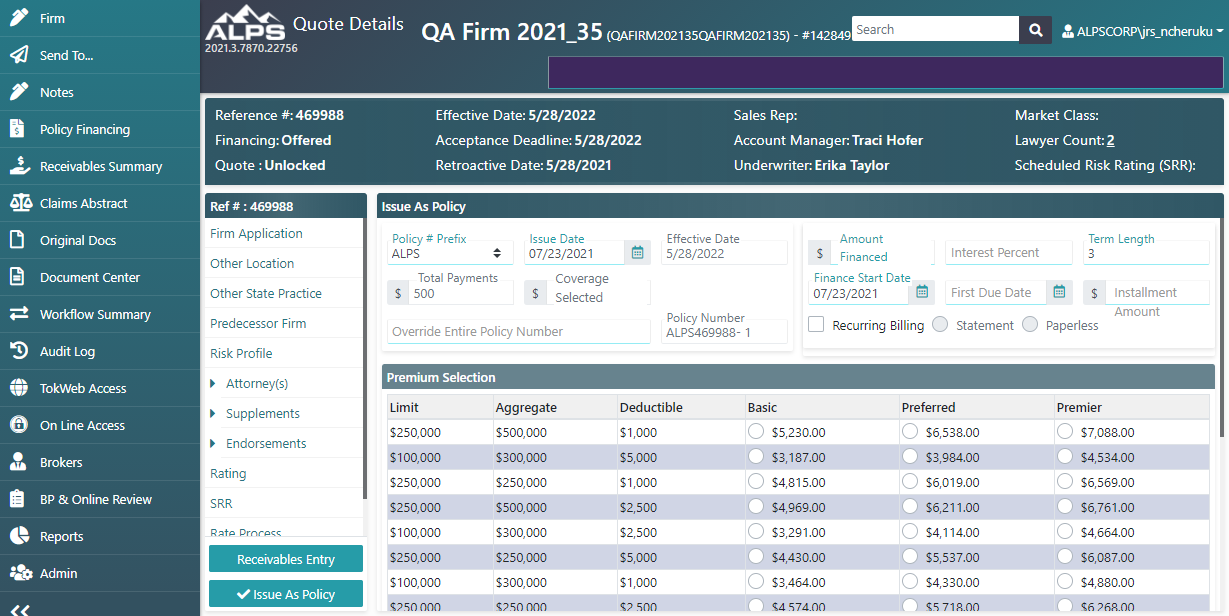 Firm
Send To...
Notes
Policy Financing
Receivables Summary
Claims Abstract
Original Docs
Document Center
Workflow Summary
Audit Log
TokWeb Access
On Line Access
Brokers
BP & Online Review
Reports
Admin
ALPS
2021.3.7870.22756
Quote Details
QA Firm 2021_35 (QAFIRM202135QAFIRM202135) - #142849
Search
ALPSCORP\jrs_ncheruku
Reference #: 469988
Effective Date: 5/28/2022
Sales Rep:
Market Class:
Financing: Offered
Acceptance Deadline: 5/28/2022
Account Manager: Traci Hofer
Lawyer Count: 2
Quote : Unlocked
Retroactive Date: 5/28/2021
Underwriter: Erika Taylor
Scheduled Risk Rating (SRR):
Ref # : 469988
Firm Application
Other Location
Other State Practice
Predecessor Firm
Risk Profile
Attorney(s)
Supplements
Endorsements
Rating
SRR
Rate Process
Receivables Entry
Issue As Policy
Issue As Policy
Policy # Prefix
ALPS
Issue Date
07/23/2021
Effective Date
5/28/2022
$ Total Payments
500
$ Coverage Selected
Override Entire Policy Number
Policy Number
ALPS469988- 1
$ Amount Financed
Interest Percent
Term Length
3
Finance Start Date
07/23/2021
First Due Date
$ Installment Amount
Recurring Billing Statement Paperless
Premium Selection
Limit Aggregate Deductible Basic Preferred Premier
$250,000 $500,000 $1,000 $5,230.00 $6,538.00 $7,088.00
$100,000 $300,000 $5,000 $3,187.00 $3,984.00 $4,534.00
$250,000 $250,000 $1,000 $4,815.00 $6,019.00 $6,569.00
$250,000 $500,000 $2,500 $4,969.00 $6,211.00 $6,761.00
$100,000 $300,000 $2,500 $3,291.00 $4,114.00 $4,664.00
$250,000 $250,000 $5,000 $4,430.00 $5,537.00 $6,087.00
$100,000 $300,000 $1,000 $3,464.00 $4,330.00 $4,880.00
$250,000 $250,000 $2,500 $4,574.00 $5,718.00 $6,268.00